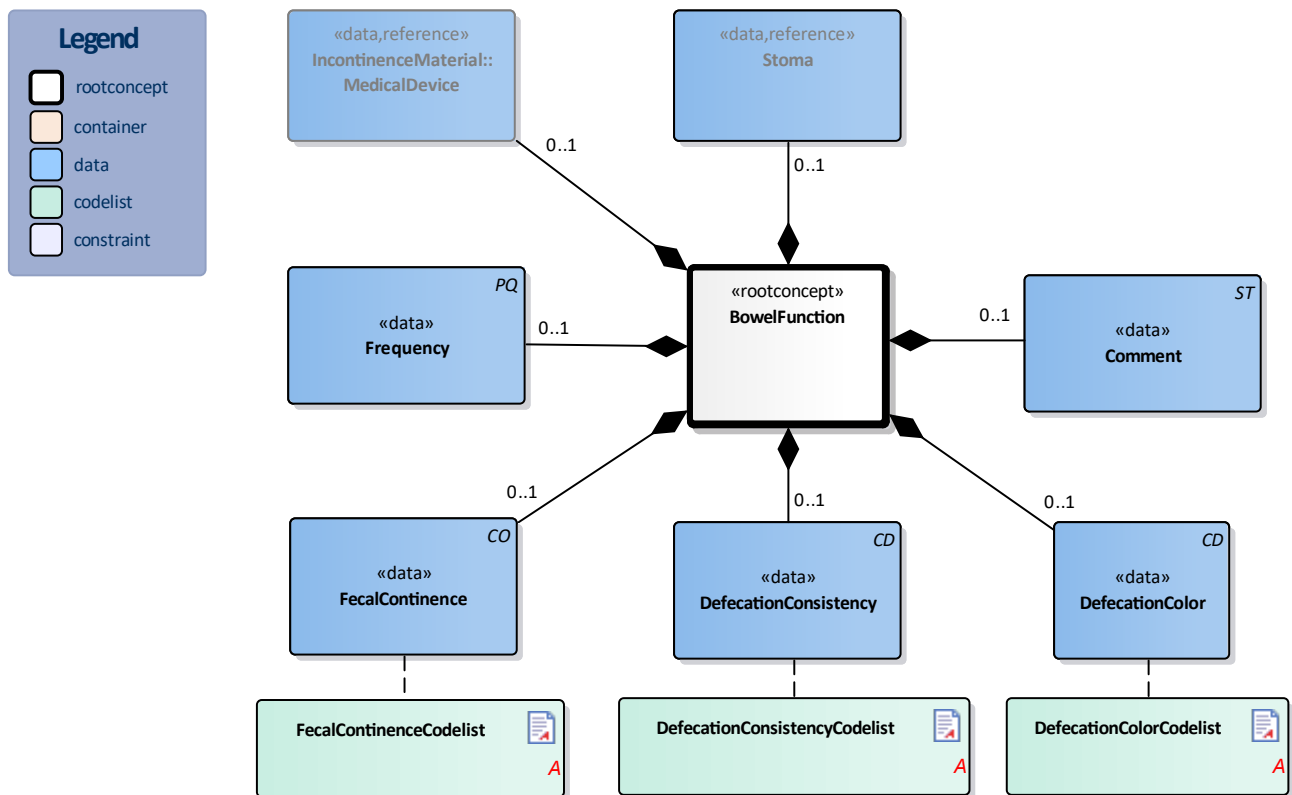 Legend
rootconcept
container
data
codelist
constraint
«data,reference»
IncontinenceMaterial::
MedicalDevice
0..1
«data,reference»
Stoma
0..1
PQ
«data»
Frequency
0..1
«rootconcept»
BowelFunction
ST
«data»
Comment
0..1
CO
«data»
FecalContinence
0..1
CD
«data»
DefecationConsistency
0..1
CD
«data»
DefecationColor
0..1
FecalContinenceCodelist
A
DefecationConsistencyCodelist
A
DefecationColorCodelist
A